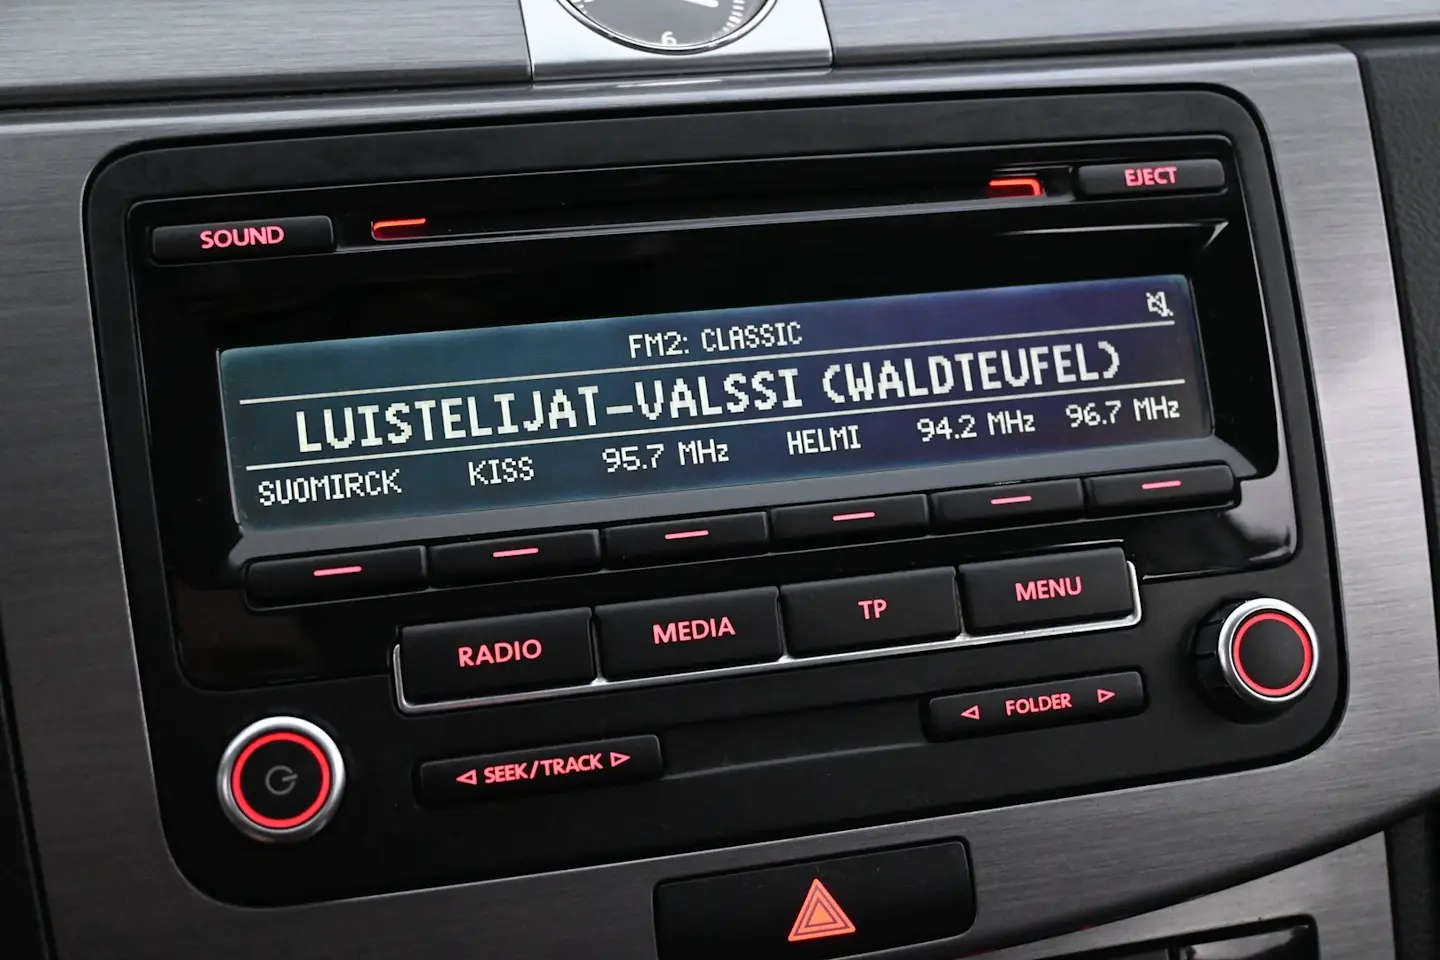 6
EJECT
SOUND
FM2: CLASSIC
LUISTELIJAT-VALSSI (WALDTEUFEL)
SUOMIRCK KISS 95.7 MHz HELMI 94.2 MHz 96.7 MHz
RADIO MEDIA TP MENU
FOLDER
SEEK/TRACK